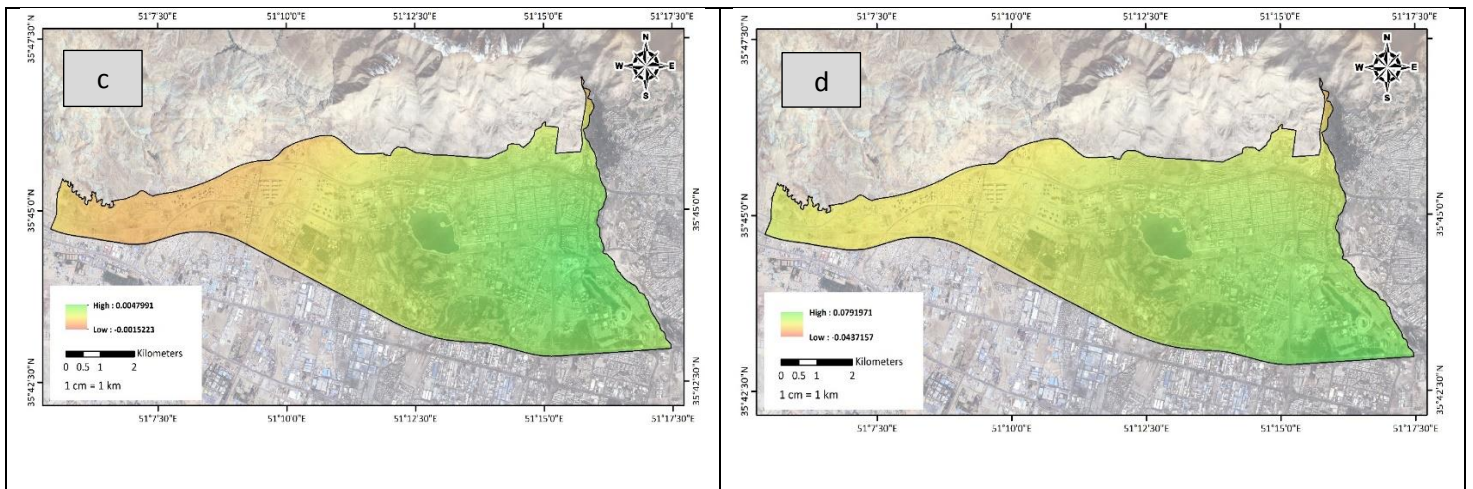 51°7'30"E 51°10'0"E 51°12'30"E 51°15'0"E 51°17'30"E
35°47'30"N
c
N
W E
S
35°47'30"N
35°45'0"N
35°45'0"N
High : 0.0047991
Low : -0.0015223
Kilometers
0 0.5 1 2
1 cm = 1 km
35°42'30"N
35°42'30"N
51°7'30"E 51°10'0"E 51°12'30"E 51°15'0"E 51°17'30"E
51°7'30"E 51°10'0"E 51°12'30"E 51°15'0"E 51°17'30"E
35°47'30"N
d
N
W E
S
35°47'30"N
35°45'0"N
35°45'0"N
High : 0.0791971
Low : -0.0437157
Kilometers
0 0.5 1 2
1 cm = 1 km
35°42'30"N
35°42'30"N
51°7'30"E 51°10'0"E 51°12'30"E 51°15'0"E 51°17'30"E